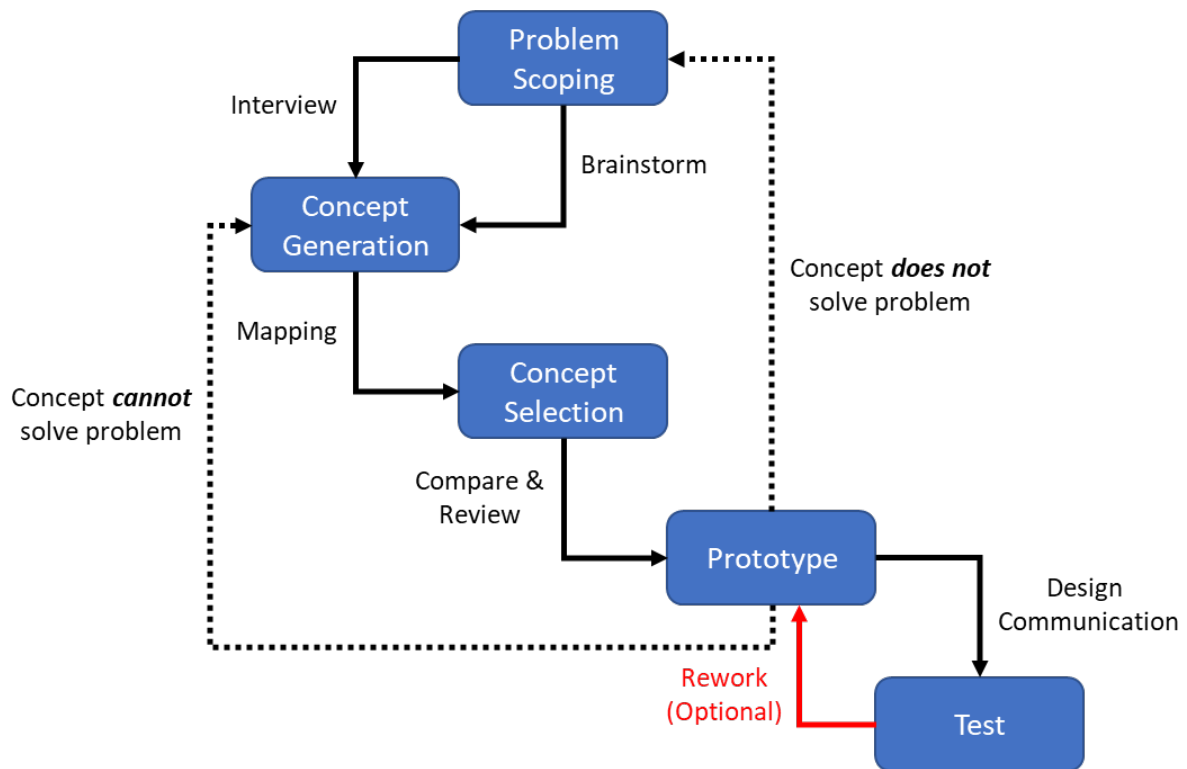 Problem
Scoping
Interview
Brainstorm
Concept
Generation
Concept does not
solve problem
Mapping
Concept
Selection
Concept cannot
solve problem
Compare &
Review
Prototype
Design
Communication
Rework
(Optional)
Test